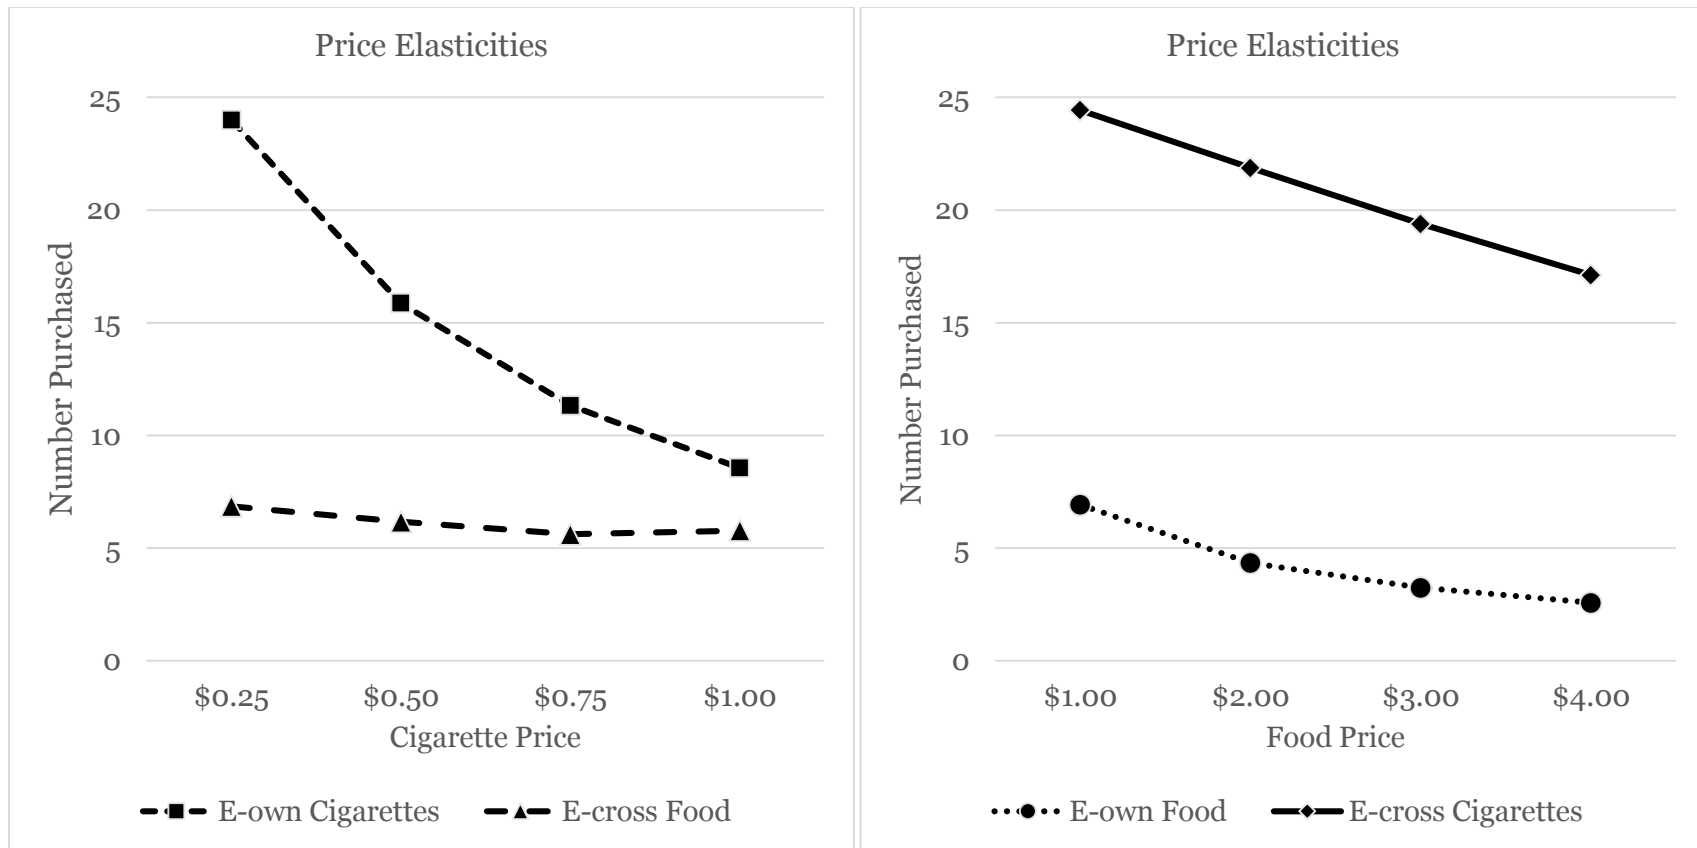 Price Elasticities
25
20
15
10
5
0
Number Purchased
$0.25 $0.50 $0.75 $1.00
Cigarette Price
E-own Cigarettes E-cross Food
Price Elasticities
25
20
15
10
5
0
Number Purchased
$1.00 $2.00 $3.00 $4.00
Food Price
E-own Food E-cross Cigarettes